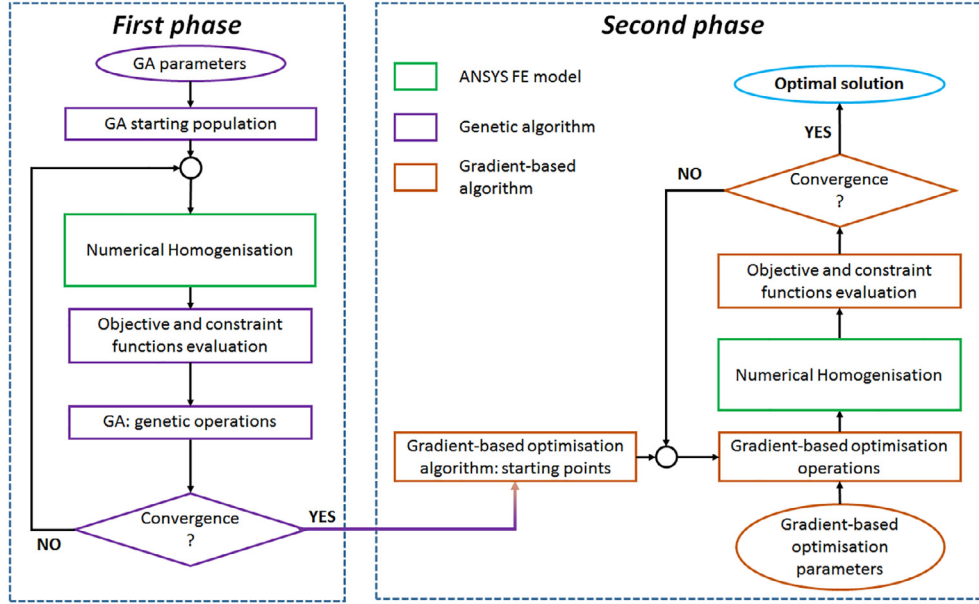 First phase
GA parameters
GA starting population
Numerical Homogenisation
Objective and constraint
functions evaluation
GA: genetic operations
Convergence
?
NO
YES
Second phase
ANSYS FE model
Genetic algorithm
Gradient-based
algorithm
Optimal solution
YES
NO
Convergence
?
Objective and constraint
functions evaluation
Numerical Homogenisation
Gradient-based optimisation
algorithm: starting points
Gradient-based optimisation
operations
Gradient-based
optimisation
parameters